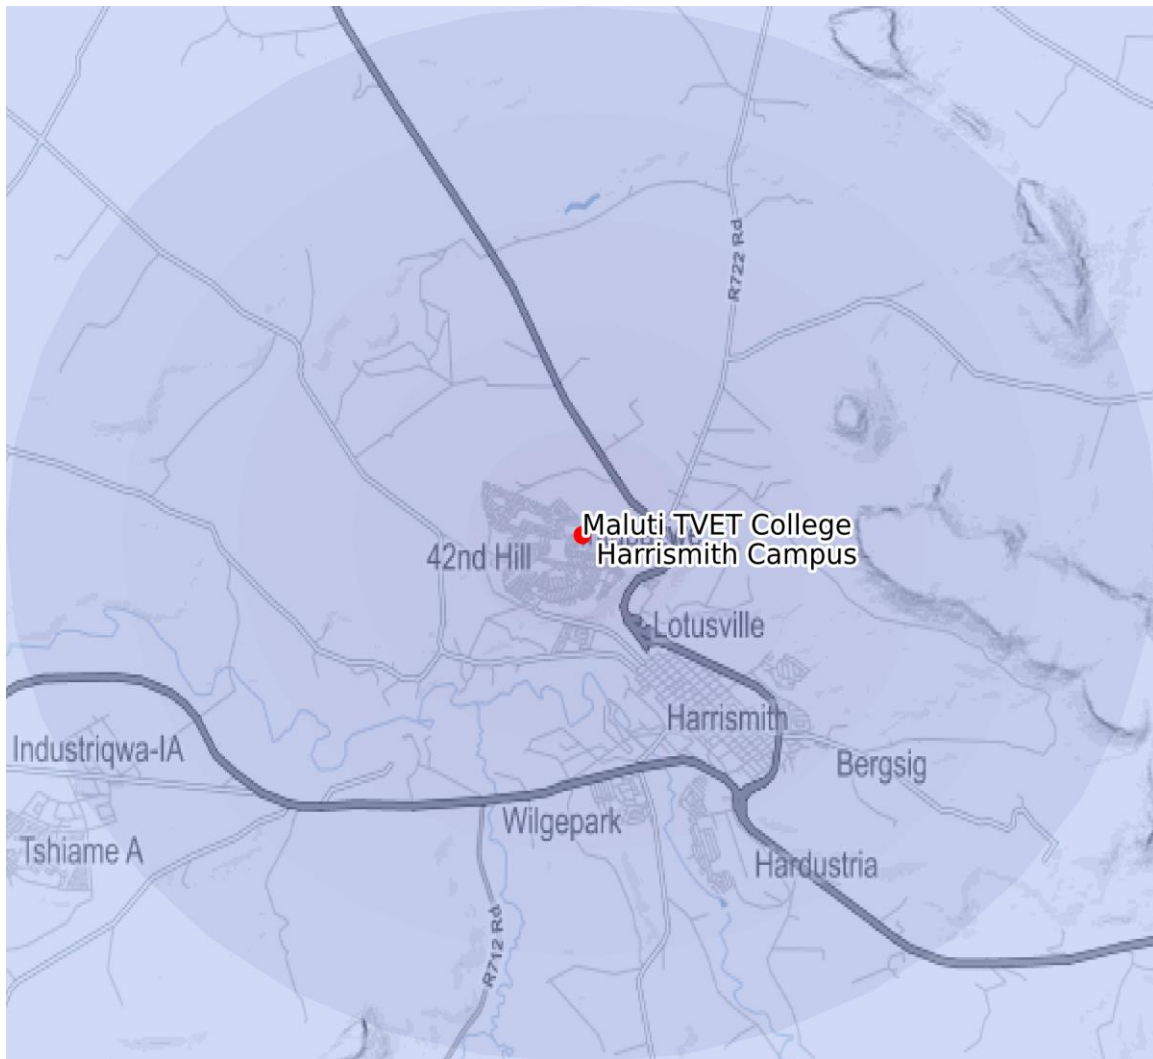 R722 Rd
Maluti TVET College
Harrismith Campus
42nd Hill
Lotusville
Harrismith
Industriqwa-IA
Bergsig
Wilgepark
Tshiame A
Hardustria
R712 Rd